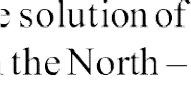 solution of
the North –